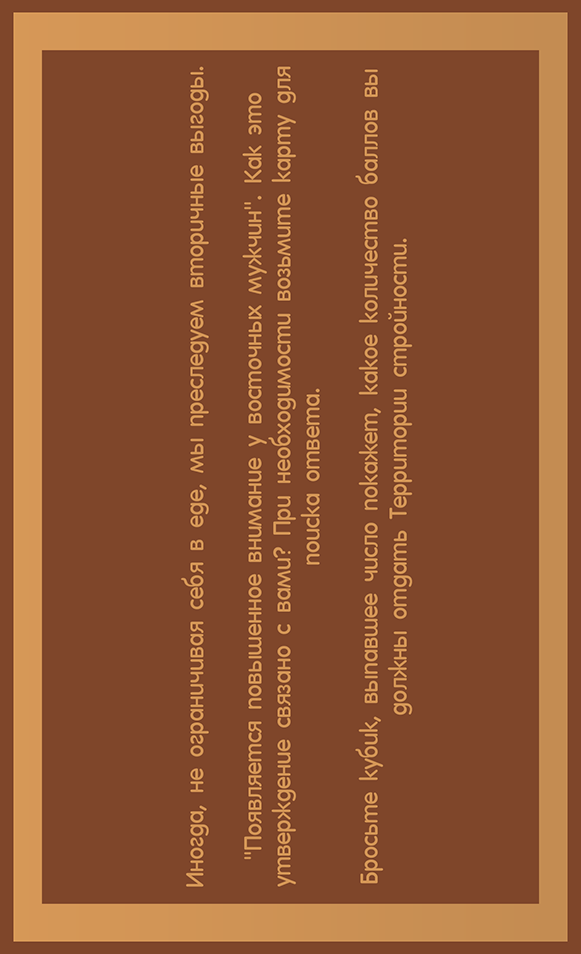 Иногда, не ограничивая себя в еде, мы преследуем вторичные выгоды.
"Появляется повышенное внимание у восточных мужчин". Как это
утверждение связано с вами? При необходимости возьмите карту для
поиска ответа.
Бросьте кубик, выпавшее число покажет, какое количество баллов вы
должны отдать Территории стройности.